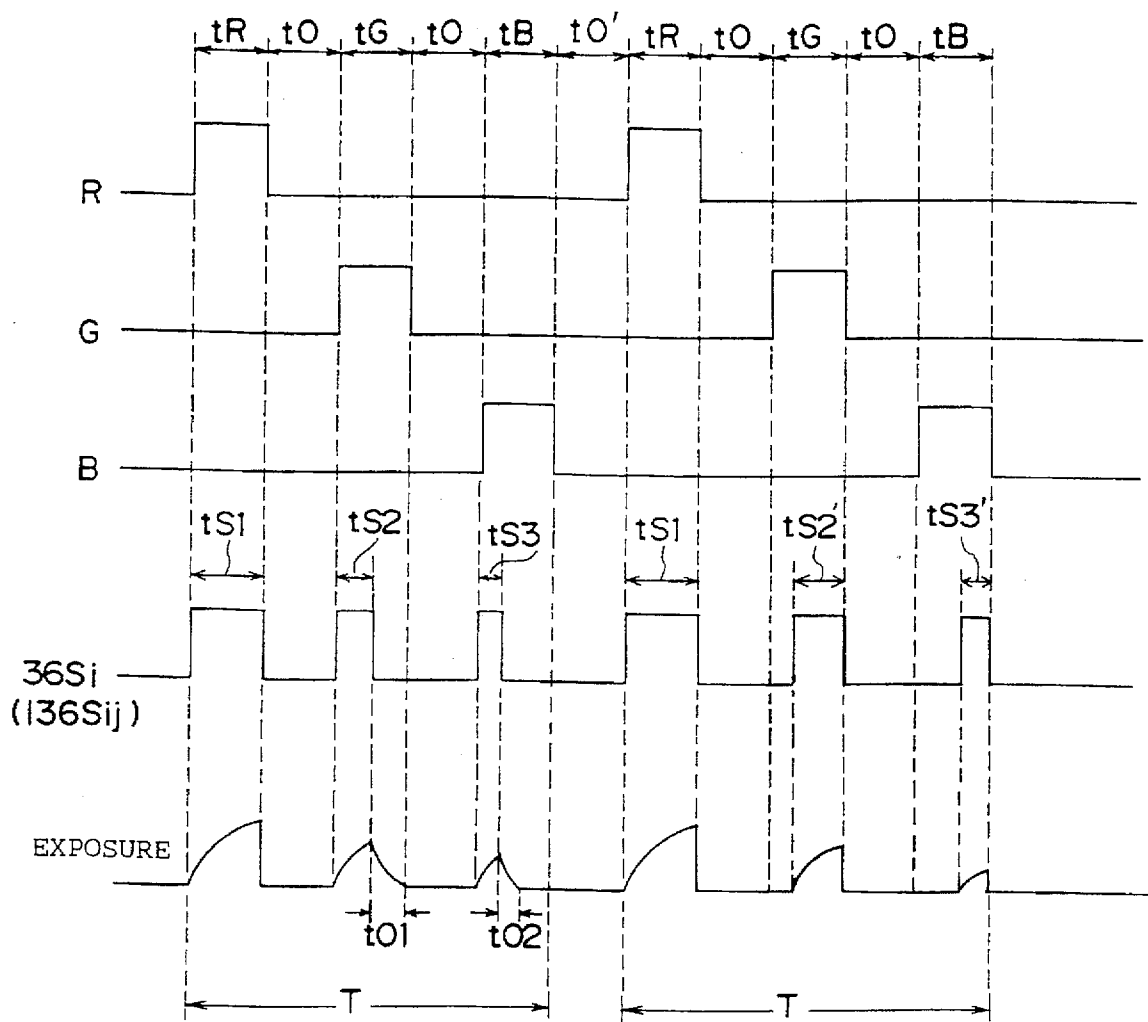 tR tO tG tO tB tO' tR tO tG tO tB
R
G
B
tS1 tS2 tS3 tS1 tS2' tS3'
36Si
(136Sij)
EXPOSURE
tO1 tO2
T T